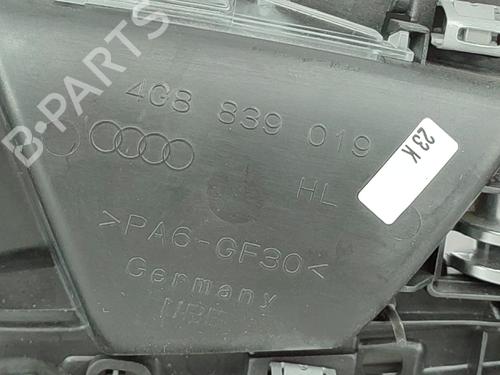 B-PARTS
4G8 839 019
23 K
HL
>PA6-GF30<
Germany